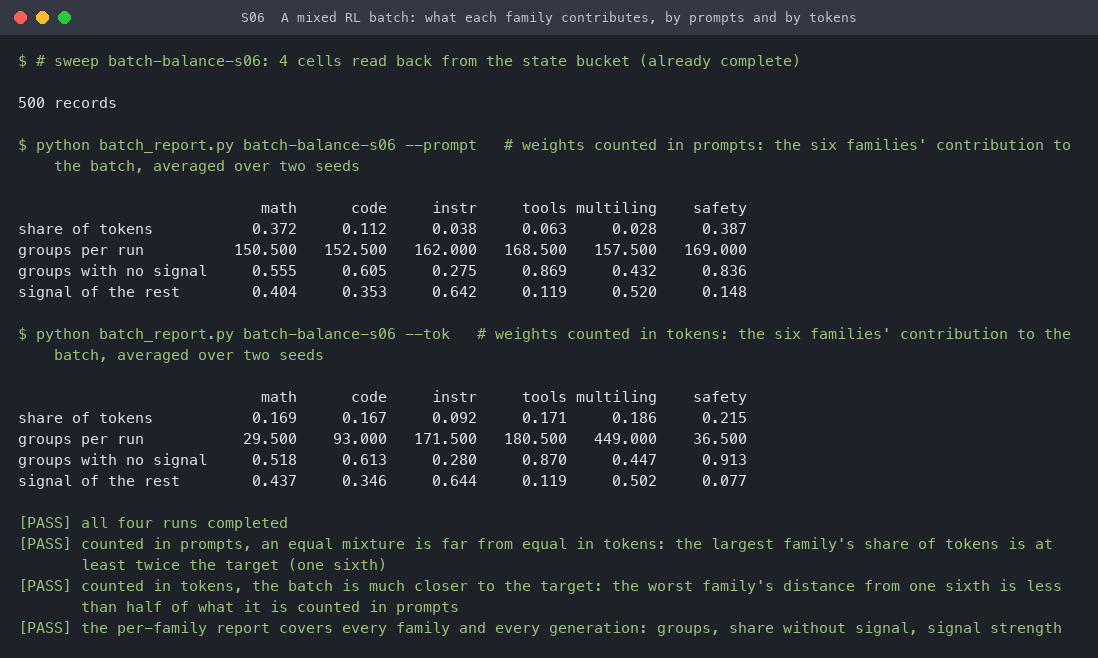 S06  A mixed RL batch: what each family contributes, by prompts and by tokens
$ # sweep batch-balance-s06: 4 cells read back from the state bucket (already complete)
500 records
$ python batch_report.py batch-balance-s06 --prompt   # weights counted in prompts: the six families' contribution to
    the batch, averaged over two seeds
                           math      code     instr     tools multiling    safety
share of tokens           0.372     0.112     0.038     0.063     0.028     0.387
groups per run          150.500   152.500   162.000   168.500   157.500   169.000
groups with no signal     0.555     0.605     0.275     0.869     0.432     0.836
signal of the rest        0.404     0.353     0.642     0.119     0.520     0.148
$ python batch_report.py batch-balance-s06 --tok   # weights counted in tokens: the six families' contribution to the
    batch, averaged over two seeds
                           math      code     instr     tools multiling    safety
share of tokens           0.169     0.167     0.092     0.171     0.186     0.215
groups per run           29.500    93.000   171.500   180.500   449.000    36.500
groups with no signal     0.518     0.613     0.280     0.870     0.447     0.913
signal of the rest        0.437     0.346     0.644     0.119     0.502     0.077
[PASS] all four runs completed
[PASS] counted in prompts, an equal mixture is far from equal in tokens: the largest family's share of tokens is at
       least twice the target (one sixth)
[PASS] counted in tokens, the batch is much closer to the target: the worst family's distance from one sixth is less
       than half of what it is counted in prompts
[PASS] the per-family report covers every family and every generation: groups, share without signal, signal strength